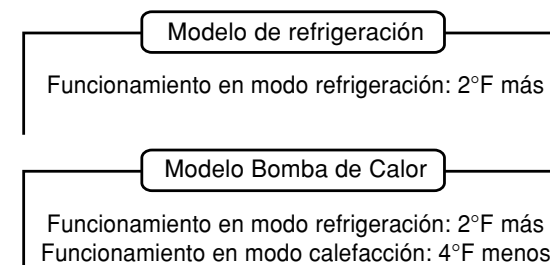 Modelo de refrigeración
Funcionamiento en modo refrigeración: 2°F más
Modelo Bomba de Calor
Funcionamiento en modo refrigeración: 2°F más
Funcionamiento en modo calefacción: 4°F menos